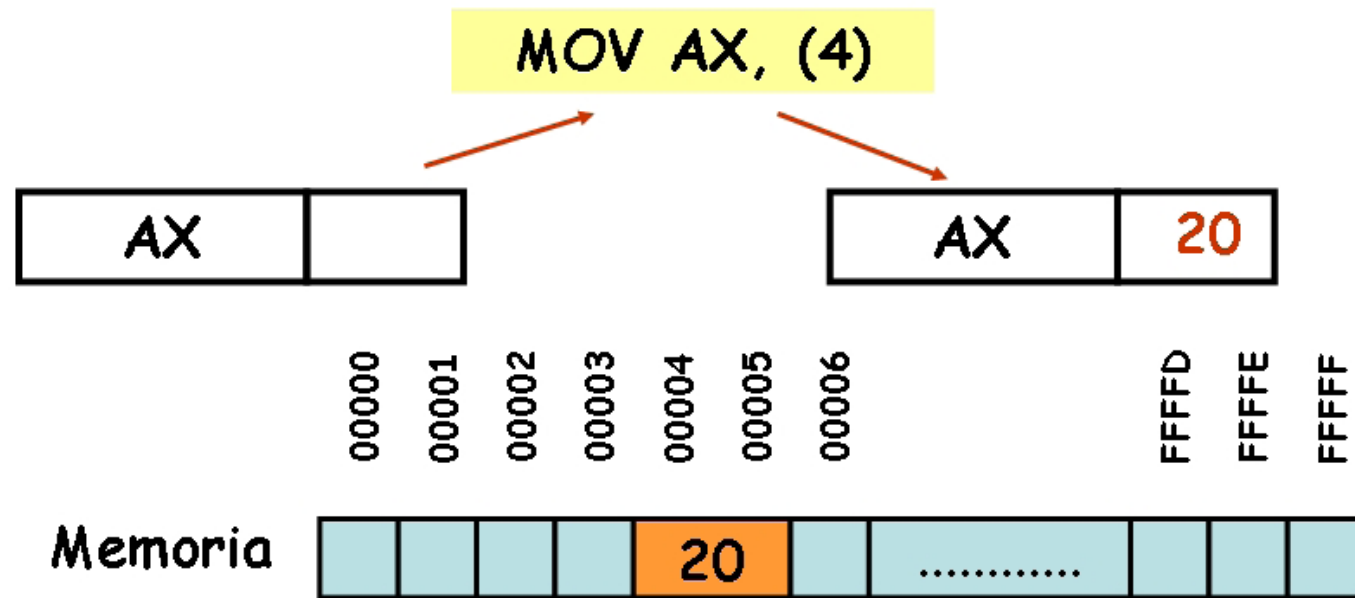 MOV AX, (4)
AX
AX 20
00000 00001 00002 00003 00004 00005 00006 FFFFD FFFFE FFFFF
Memoria 20 ............